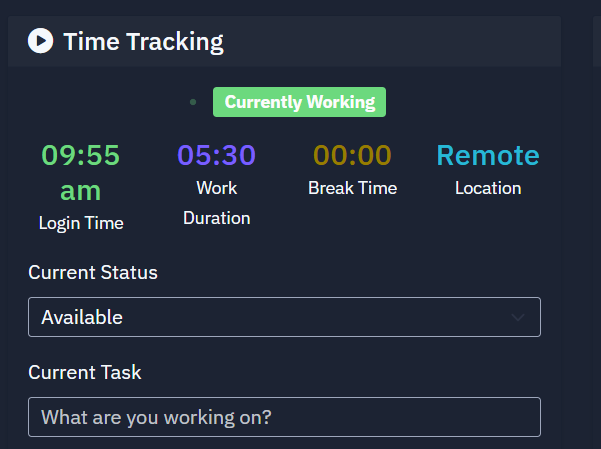 Time Tracking
Currently Working
09:55 am
Login Time
05:30
Work Duration
00:00
Break Time
Remote
Location
Current Status
Available
Current Task
What are you working on?